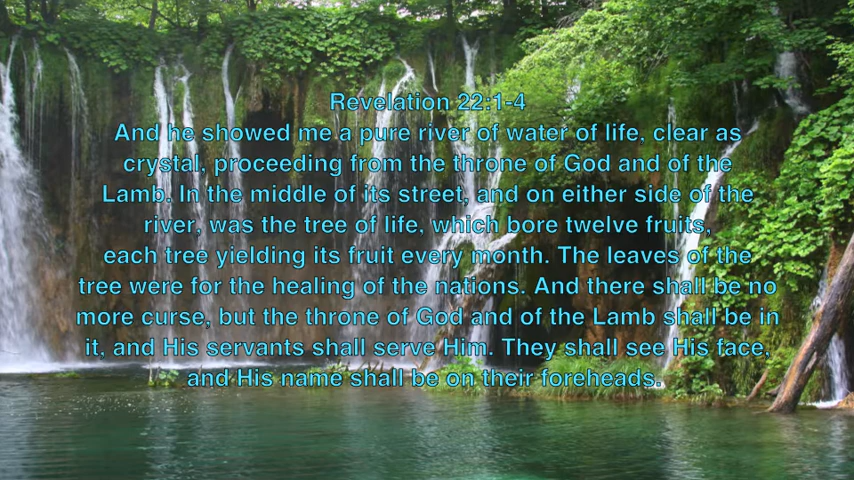 Revelation 22:1-4
And he showed me a pure river of water of life, clear as
crystal, proceeding from the throne of God and of the
Lamb. In the middle of its street, and on either side of the
river, was the tree of life, which bore twelve fruits,
each tree yielding its fruit every month. The leaves of the
tree were for the healing of the nations. And there shall be no
more curse, but the throne of God and of the Lamb shall be in
it, and His servants shall serve Him. They shall see His face,
and His name shall be on their foreheads.